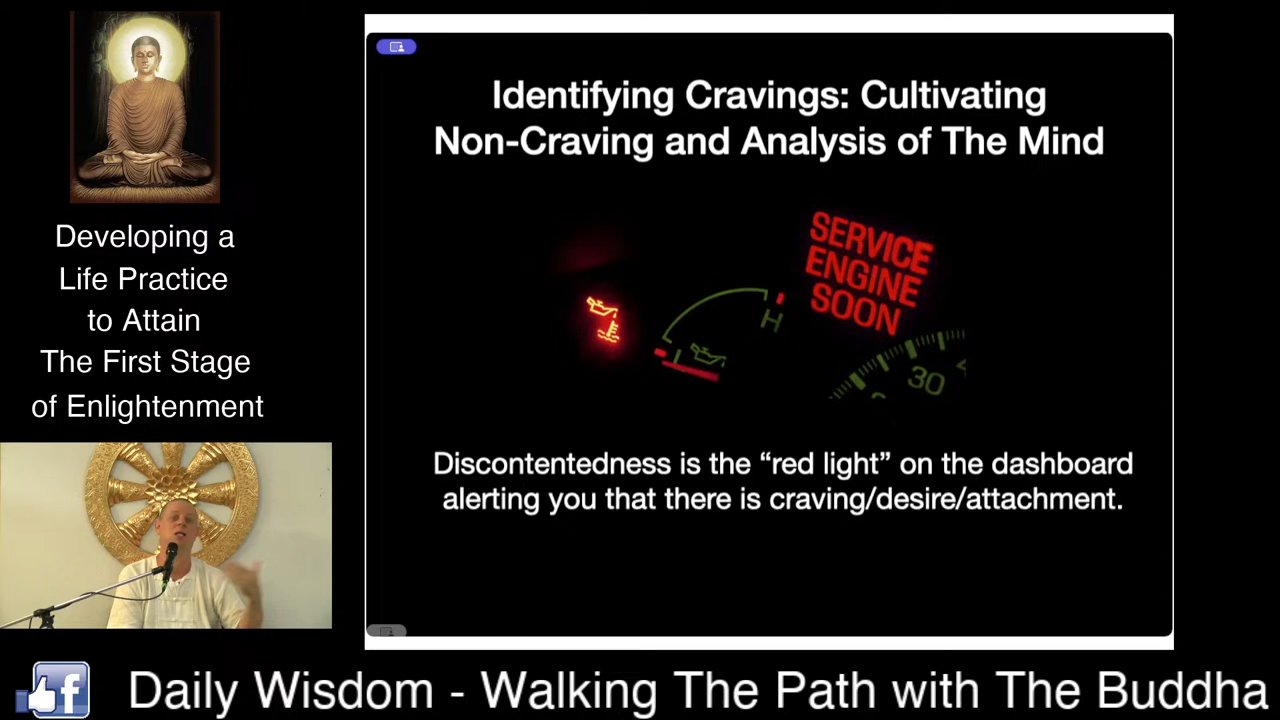 Identifying Cravings: Cultivating
Non-Craving and Analysis of The Mind
SERVICE
ENGINE
SOON
H
30
Discontentedness is the “red light” on the dashboard
alerting you that there is craving/desire/attachment.
Developing a
Life Practice
to Attain
The First Stage
of Enlightenment
f
Daily Wisdom - Walking The Path with The Buddha